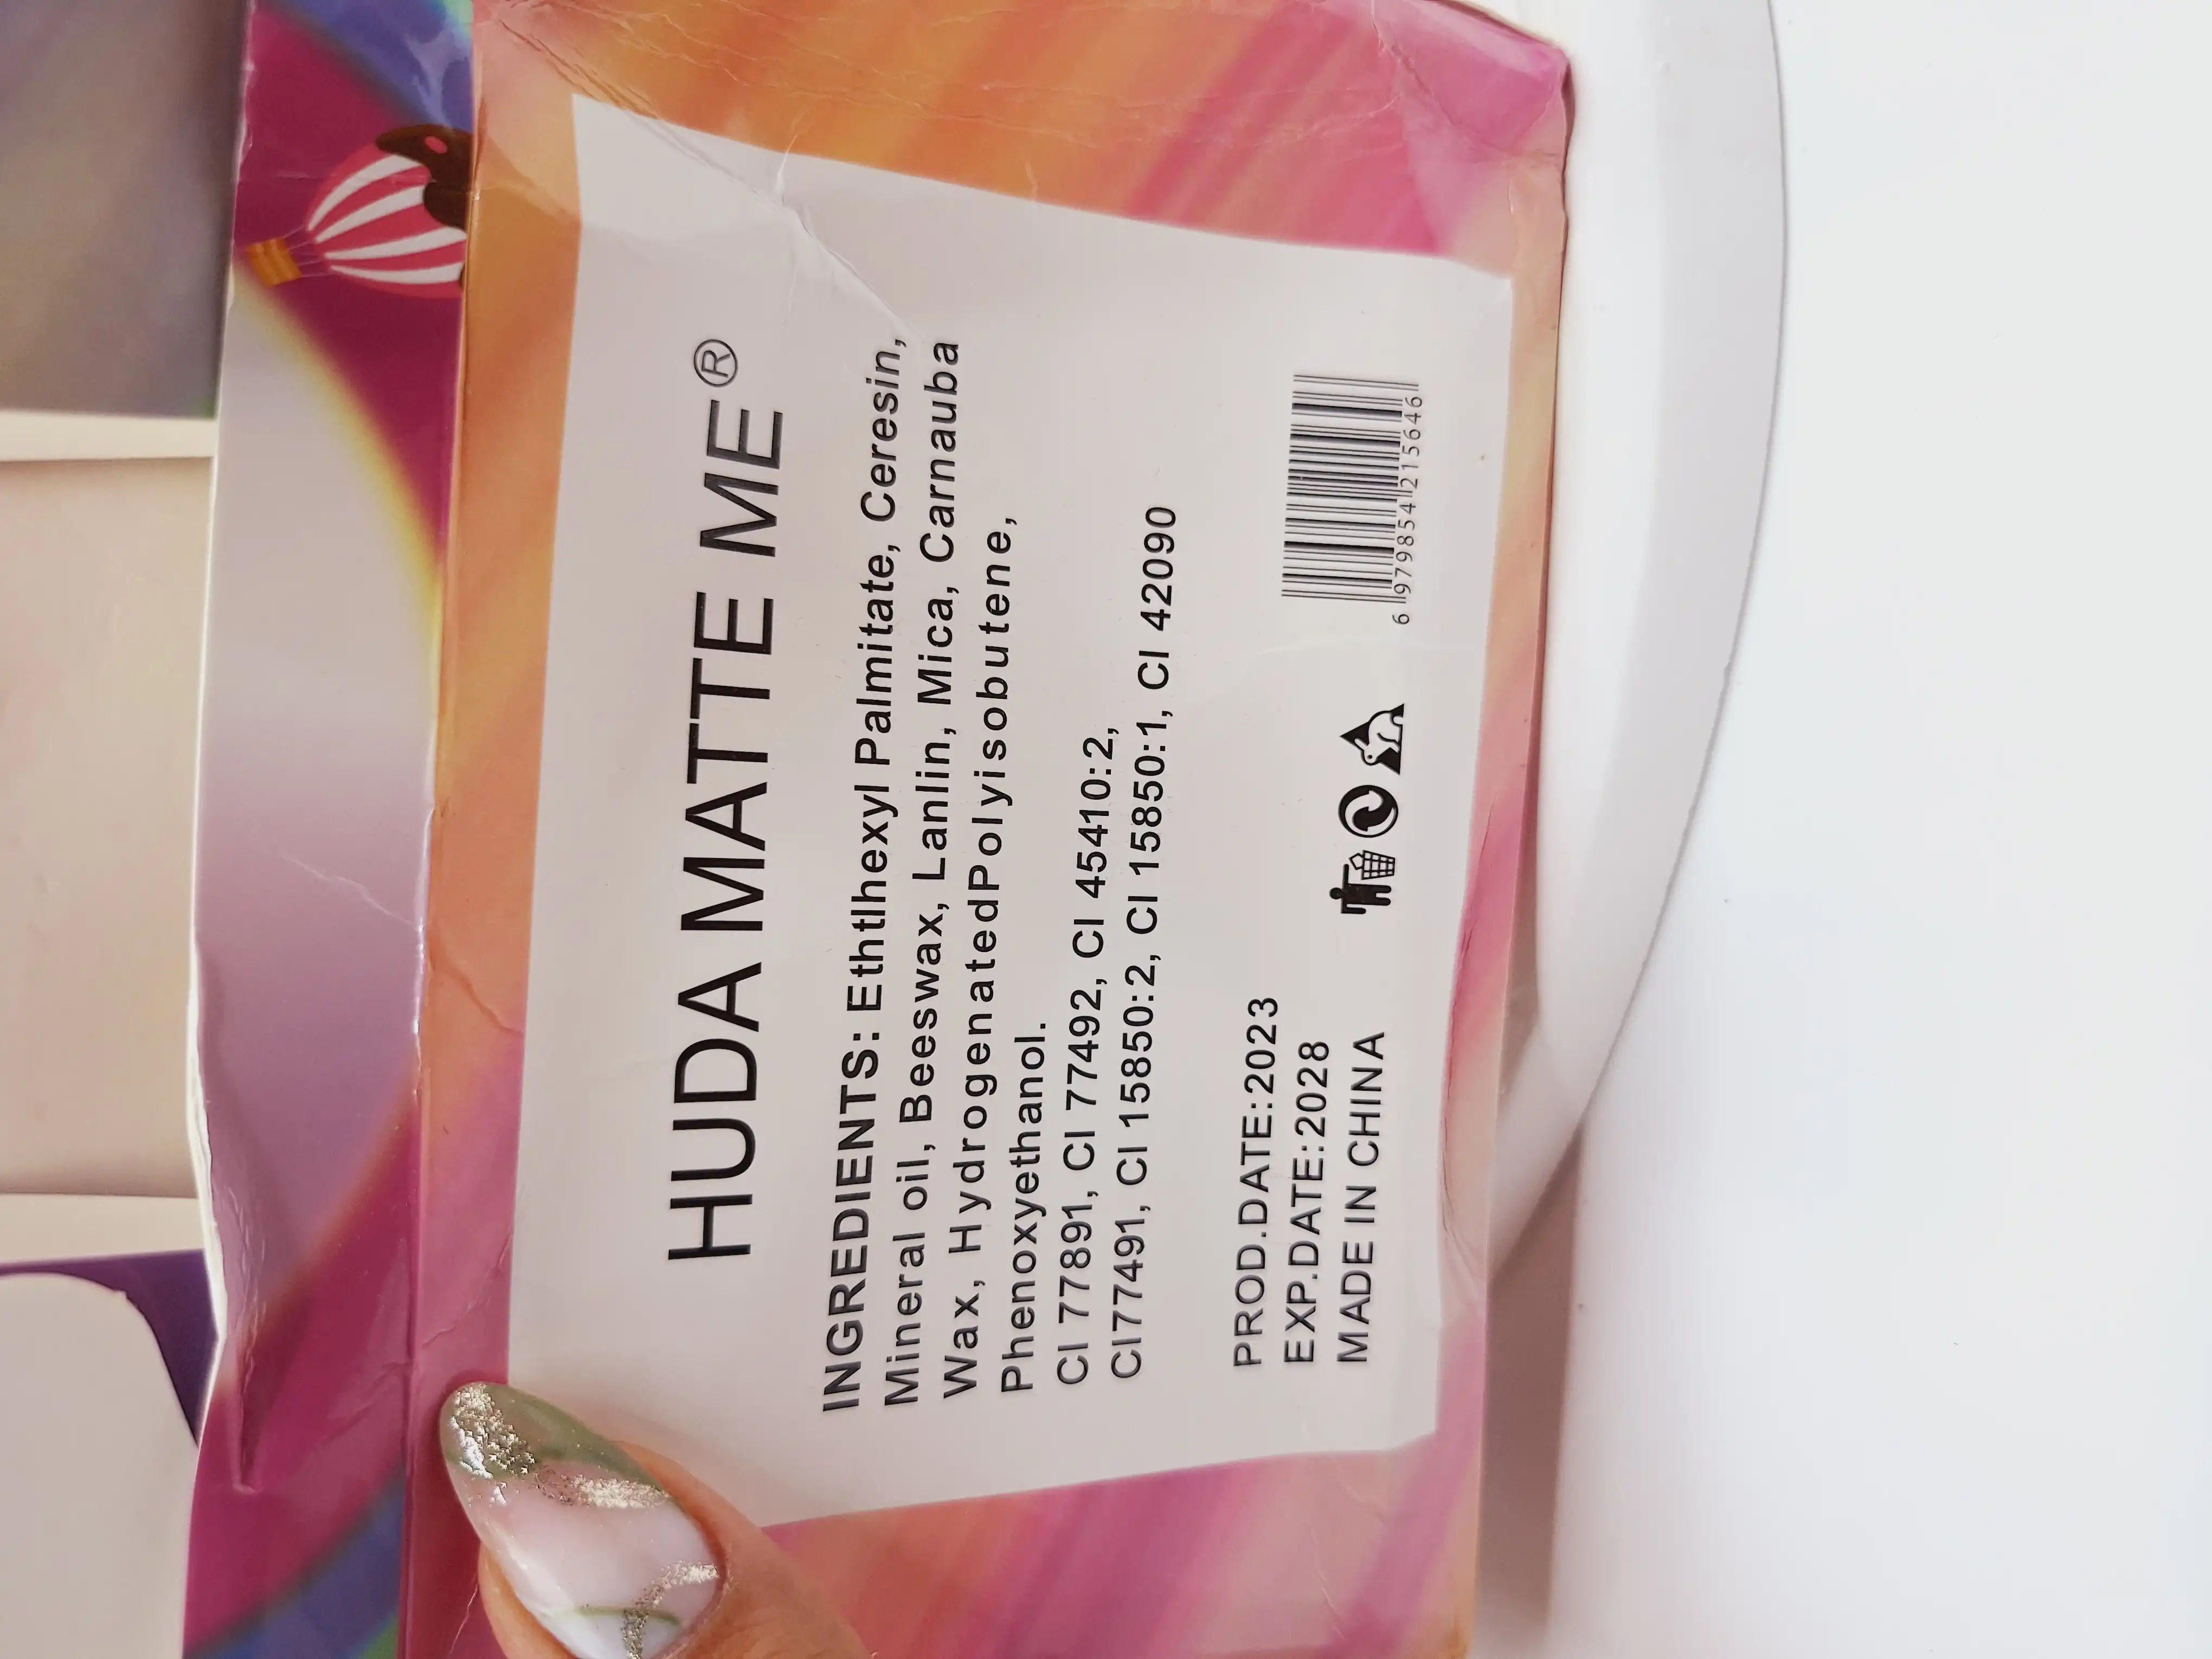 HUDA MATTE ME®
INGREDIENTS: Ethtlhexyl Palmitate, Ceresin,
Mineral oil, Beeswax, Lanlin, Mica, Carnauba
Wax, HydrogenatedPolyisobutene,
Phenoxyethanol.
CI 77891, CI 77492, CI 45410:2,
CI77491, CI 15850:2, CI 15850:1, CI 42090
PROD.DATE:2023
EXP.DATE:2028
MADE IN CHINA
6 979854 215646